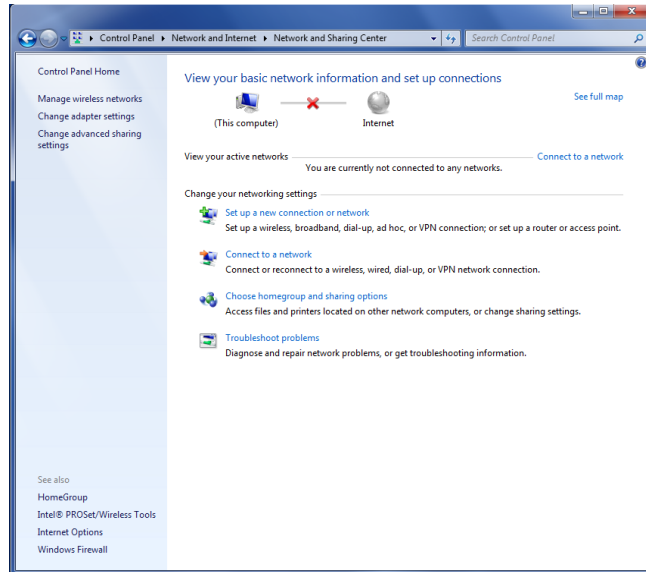 Control Panel ▸ Network and Internet ▸ Network and Sharing Center
Search Control Panel
Control Panel Home
Manage wireless networks
Change adapter settings
Change advanced sharing
settings
View your basic network information and set up connections
See full map
(This computer)
Internet
View your active networks
Connect to a network
You are currently not connected to any networks.
Change your networking settings
Set up a new connection or network
Set up a wireless, broadband, dial-up, ad hoc, or VPN connection; or set up a router or access point.
Connect to a network
Connect or reconnect to a wireless, wired, dial-up, or VPN network connection.
Choose homegroup and sharing options
Access files and printers located on other network computers, or change sharing settings.
Troubleshoot problems
Diagnose and repair network problems, or get troubleshooting information.
See also
HomeGroup
Intel® PROSet/Wireless Tools
Internet Options
Windows Firewall